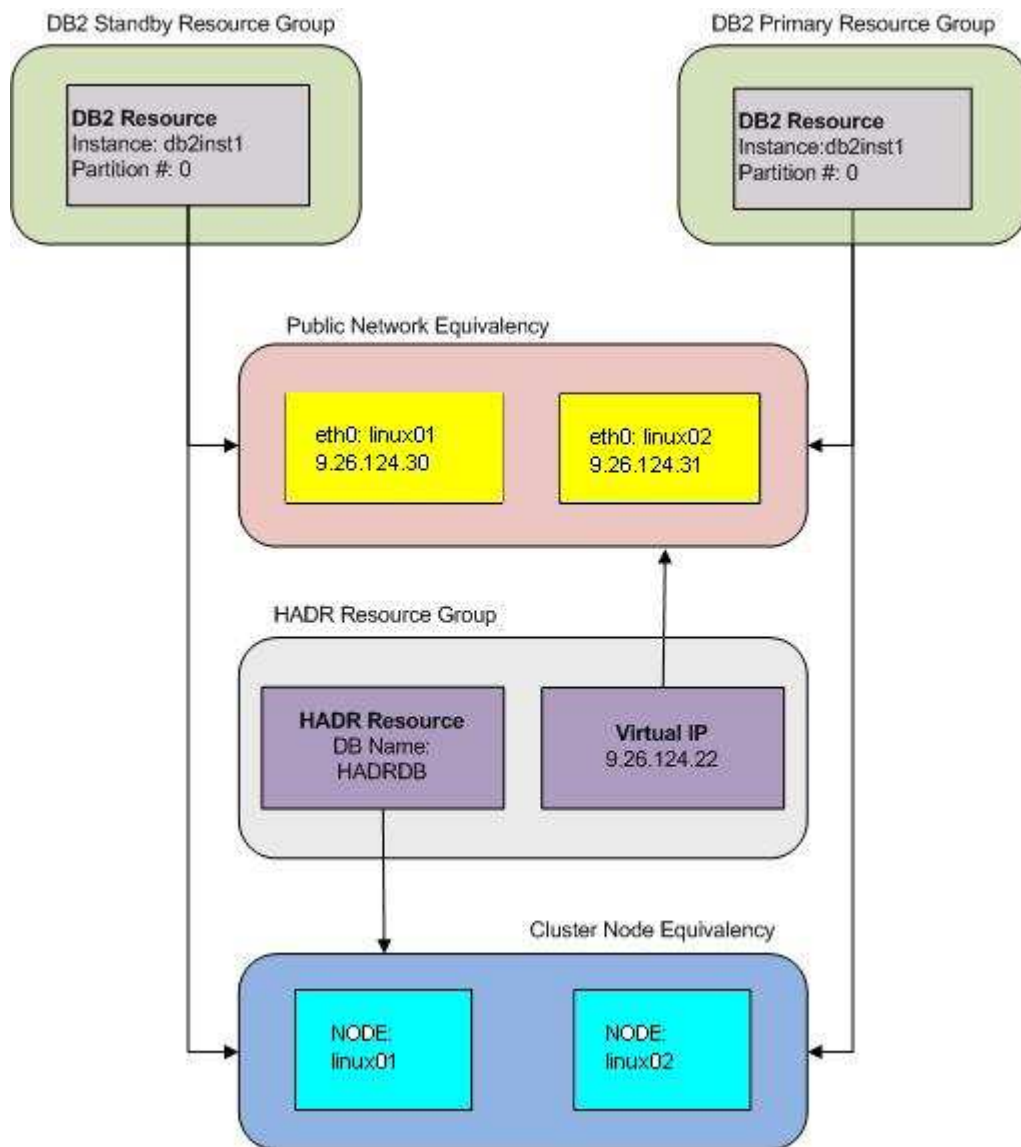 DB2 Standby Resource Group
DB2 Primary Resource Group
DB2 Resource
Instance: db2inst1
Partition #: 0
DB2 Resource
Instance:db2inst1
Partition #: 0
Public Network Equivalency
eth0: linux01
9.26.124.30
eth0: linux02
9.26.124.31
HADR Resource Group
HADR Resource
DB Name:
HADRDB
Virtual IP
9.26.124.22
Cluster Node Equivalency
NODE:
linux01
NODE:
linux02